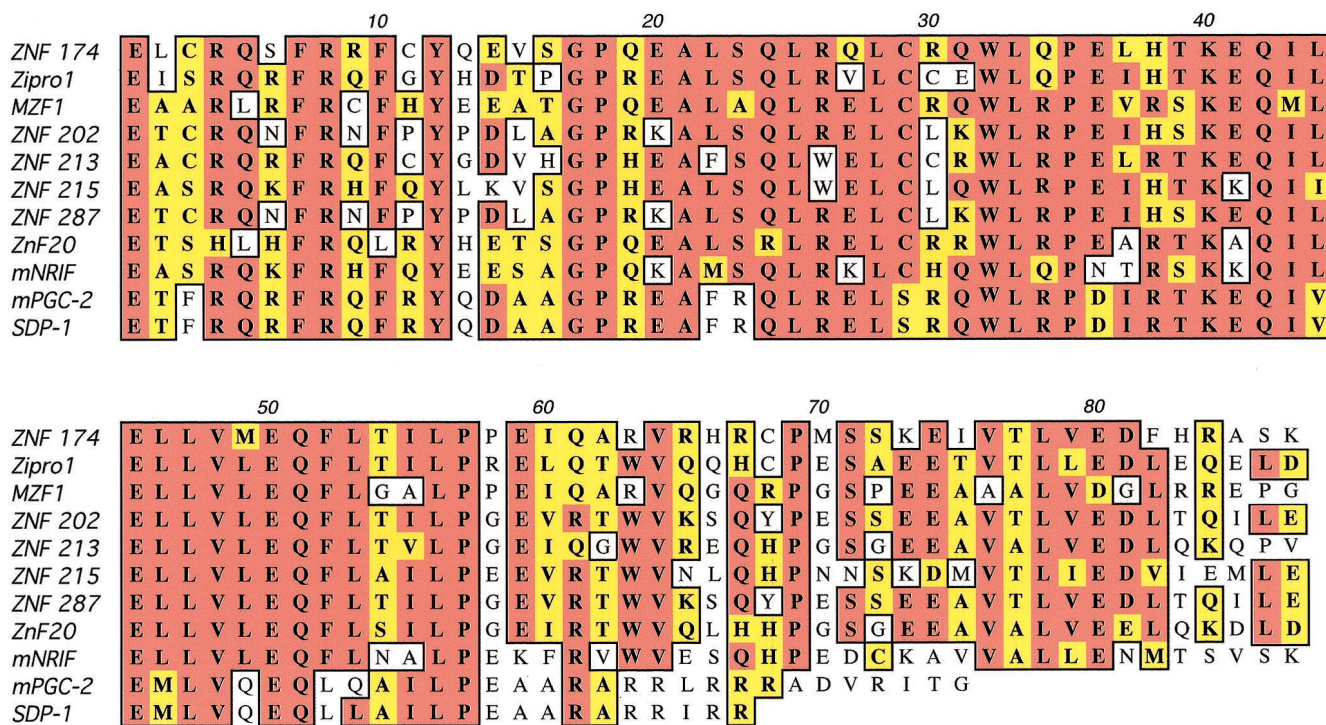 10 20 30 40
ZNF 174 E L C R Q S F R R F C Y Q E V S G P Q E A L S Q L R Q L C R Q W L Q P E L H T K E Q I L
Zipro1 E I S R Q R F R Q F G Y H D T P G P R E A L S Q L R V L C C E W L Q P E I H T K E Q I L
MZF1 E A A R L R F R C F H Y E E A T G P Q E A L A Q L R E L C R Q W L R P E V R S K E Q M L
ZNF 202 E T C R Q N F R N F P Y P D L A G P R K A L S Q L R E L C L K W L R P E I H S K E Q I L
ZNF 213 E A C R Q R F R Q F C Y G D V H G P H E A F S Q L W E L C C R W L R P E L R T K E Q I L
ZNF 215 E A S R Q K F R H F Q Y L K V S G P H E A L S Q L W E L C L Q W L R P E I H T K K Q I I
ZNF 287 E T C R Q N F R N F P Y P D L A G P R K A L S Q L R E L C L K W L R P E I H S K E Q I L
ZnF20 E T S H L H F R Q L R Y H E T S G P Q E A L S R L R E L C R R W L R P E A R T K A Q I L
mNRIF E A S R Q K F R H F Q Y E E S A G P Q K A M S Q L R K L C H Q W L Q P N T R S K K Q I L
mPGC-2 E T F R Q R F R Q F R Y Q D A A G P R E A F R Q L R E L S R Q W L R P D I R T K E Q I V
SDP-1 E T F R Q R F R Q F R Y Q D A A G P R E A F R Q L R E L S R Q W L R P D I R T K E Q I V
50 60 70 80
ZNF 174 E L L V M E Q F L T I L P P E I Q A R V R H R C P M S S K E I V T L V E D F H R A S K
Zipro1 E L L V L E Q F L T I L P R E L Q T W V Q Q H C P E S A E E T V T L L E D L E Q E L D
MZF1 E L L V L E Q F L G A L P P E I Q A R V Q G Q R P G S P E E A A A L V D G L R R E P G
ZNF 202 E L L V L E Q F L T I L P G E V R T W V K S Q Y P E S S E E A V T L V E D L T Q I L E
ZNF 213 E L L V L E Q F L T V L P G E I Q G W V R E Q H P G S G E E A V A L V E D L Q K Q P V
ZNF 215 E L L V L E Q F L A I L P E E V R T W V N L Q H P N N S K D M V T L I E D V I E M L E
ZNF 287 E L L V L E Q F L T I L P G E V R T W V K S Q Y P E S S E E A V T L V E D L T Q I L E
ZnF20 E L L V L E Q F L S I L P G E I R T W V Q L H H P G S G E E A V A L V E E L Q K D L D
mNRIF E L L V L E Q F L N A L P E K F R V W V E S Q H P E D C K A V V A L L E N M T S V S K
mPGC-2 E M L V Q E Q L Q A I L P E A A R A R R L R R R A D V R I T G
SDP-1 E M L V Q E Q L L A I L P E A A R A R R I R R